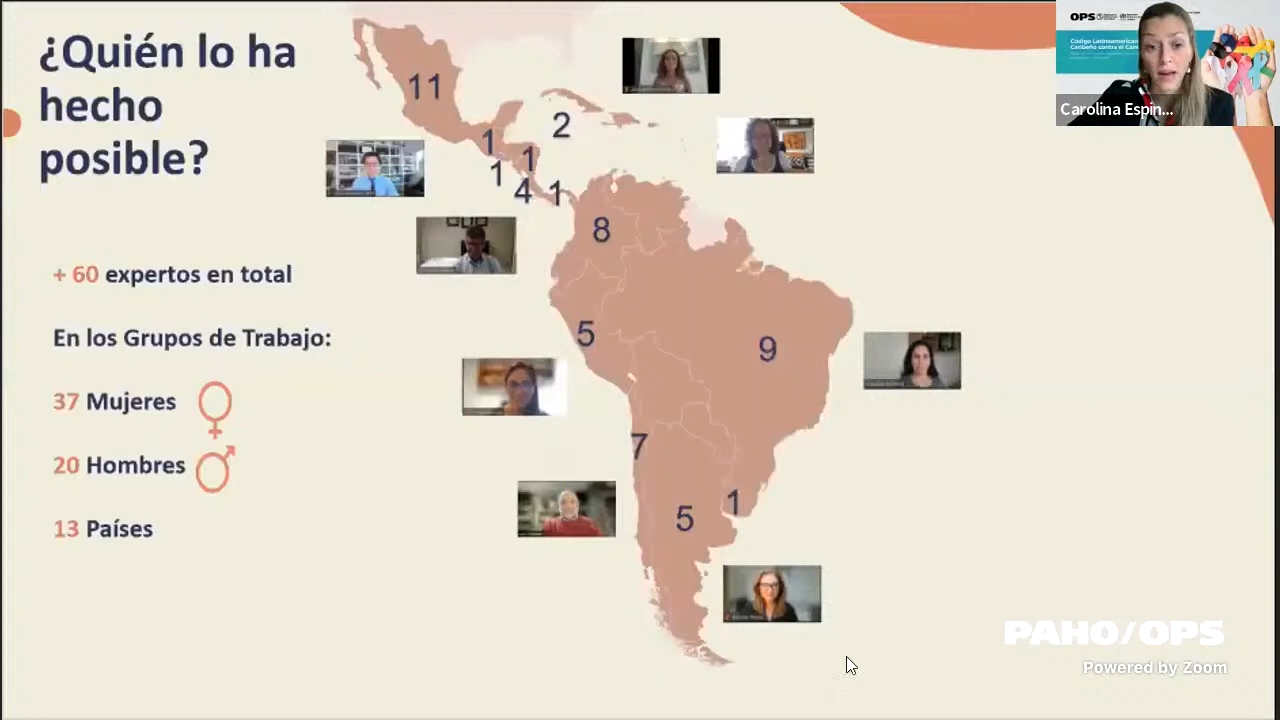 ¿Quién lo ha
hecho
posible?
+ 60 expertos en total
En los Grupos de Trabajo:
37 Mujeres
20 Hombres
13 Países
11
2
1
1
1
4
1
8
5
9
7
5
1
OPS
Carolina Espin...
PAHO/OPS
Powered by Zoom